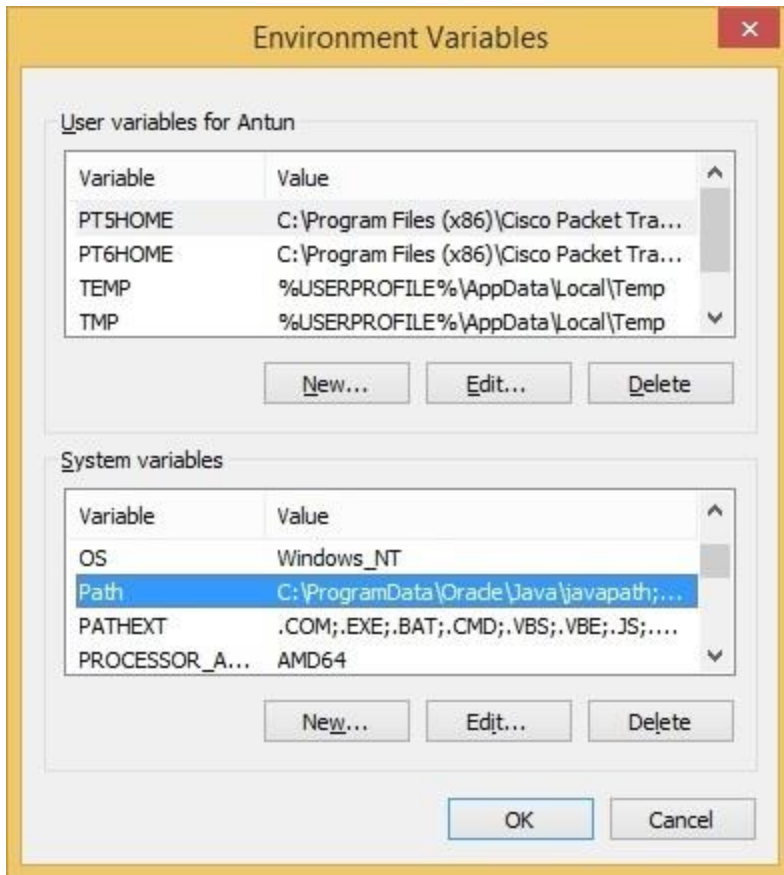 Environment Variables
User variables for Antun
Variable Value
PT5HOME C:\Program Files (x86)\Cisco Packet Tra...
PT6HOME C:\Program Files (x86)\Cisco Packet Tra...
TEMP %USERPROFILE%\AppData\Local\Temp
TMP %USERPROFILE%\AppData\Local\Temp
New... Edit... Delete
System variables
Variable Value
OS Windows_NT
Path C:\ProgramData\Oracle\Java\javapath;...
PATHEXT .COM;.EXE;.BAT;.CMD;.VBS;.VBE;.JS;....
PROCESSOR_A... AMD64
New... Edit... Delete
OK Cancel